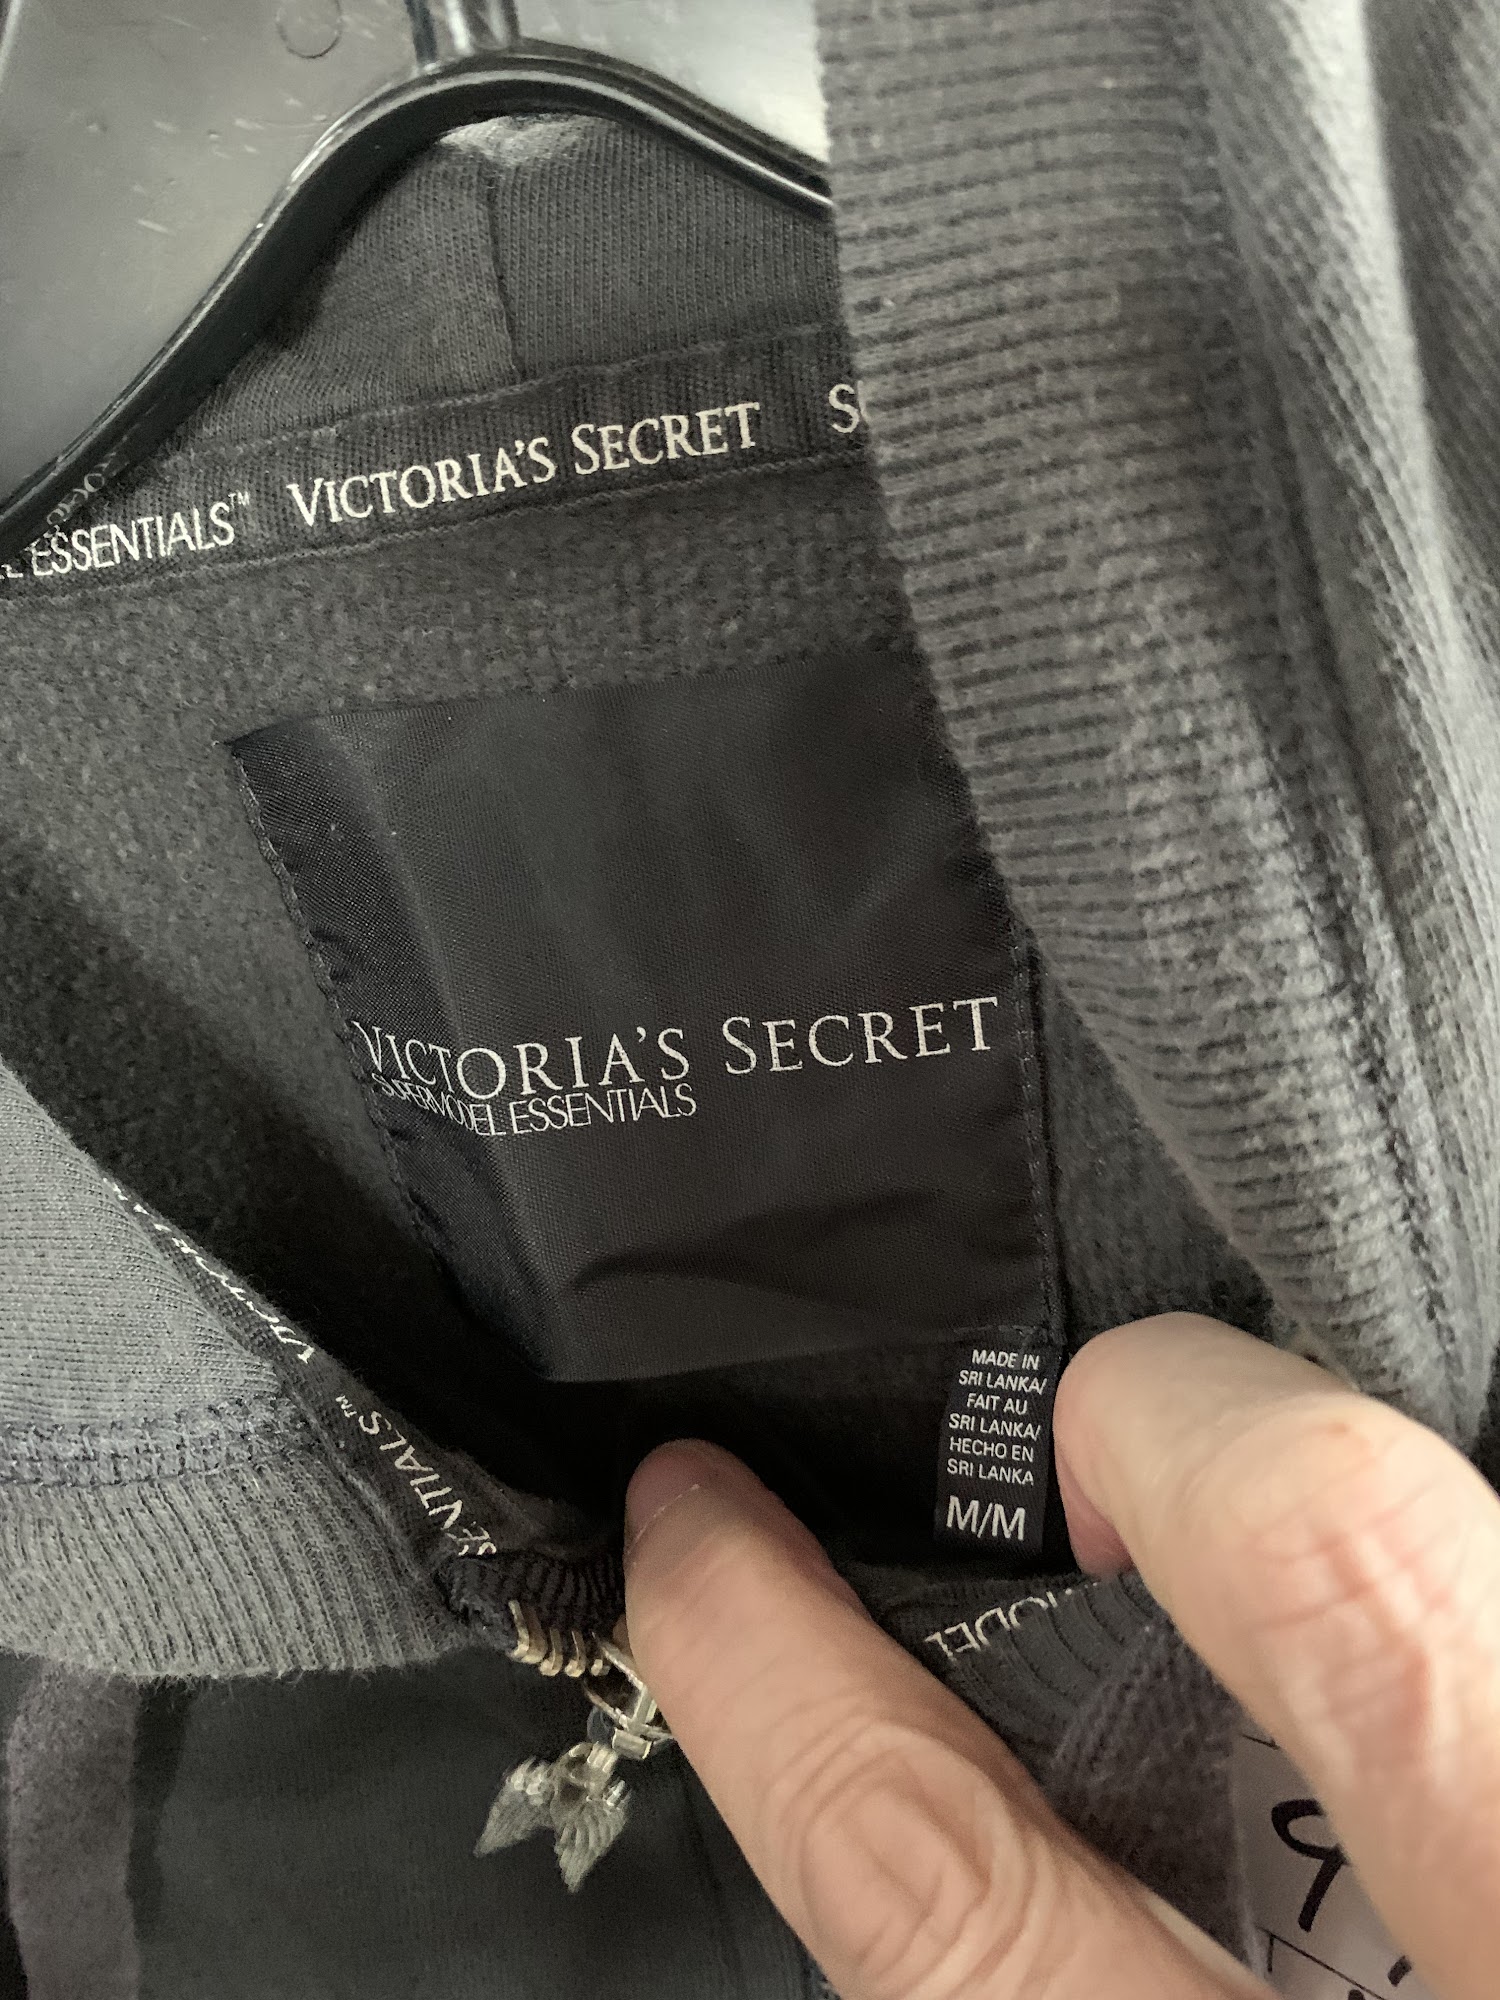 ESSENTIALS™ VICTORIA'S SECRET
VICTORIA'S SECRET
SUPERMODEL ESSENTIALS
MADE IN
SRI LANKA/
FAIT AU
SRI LANKA/
HECHO EN
SRI LANKA
M/M